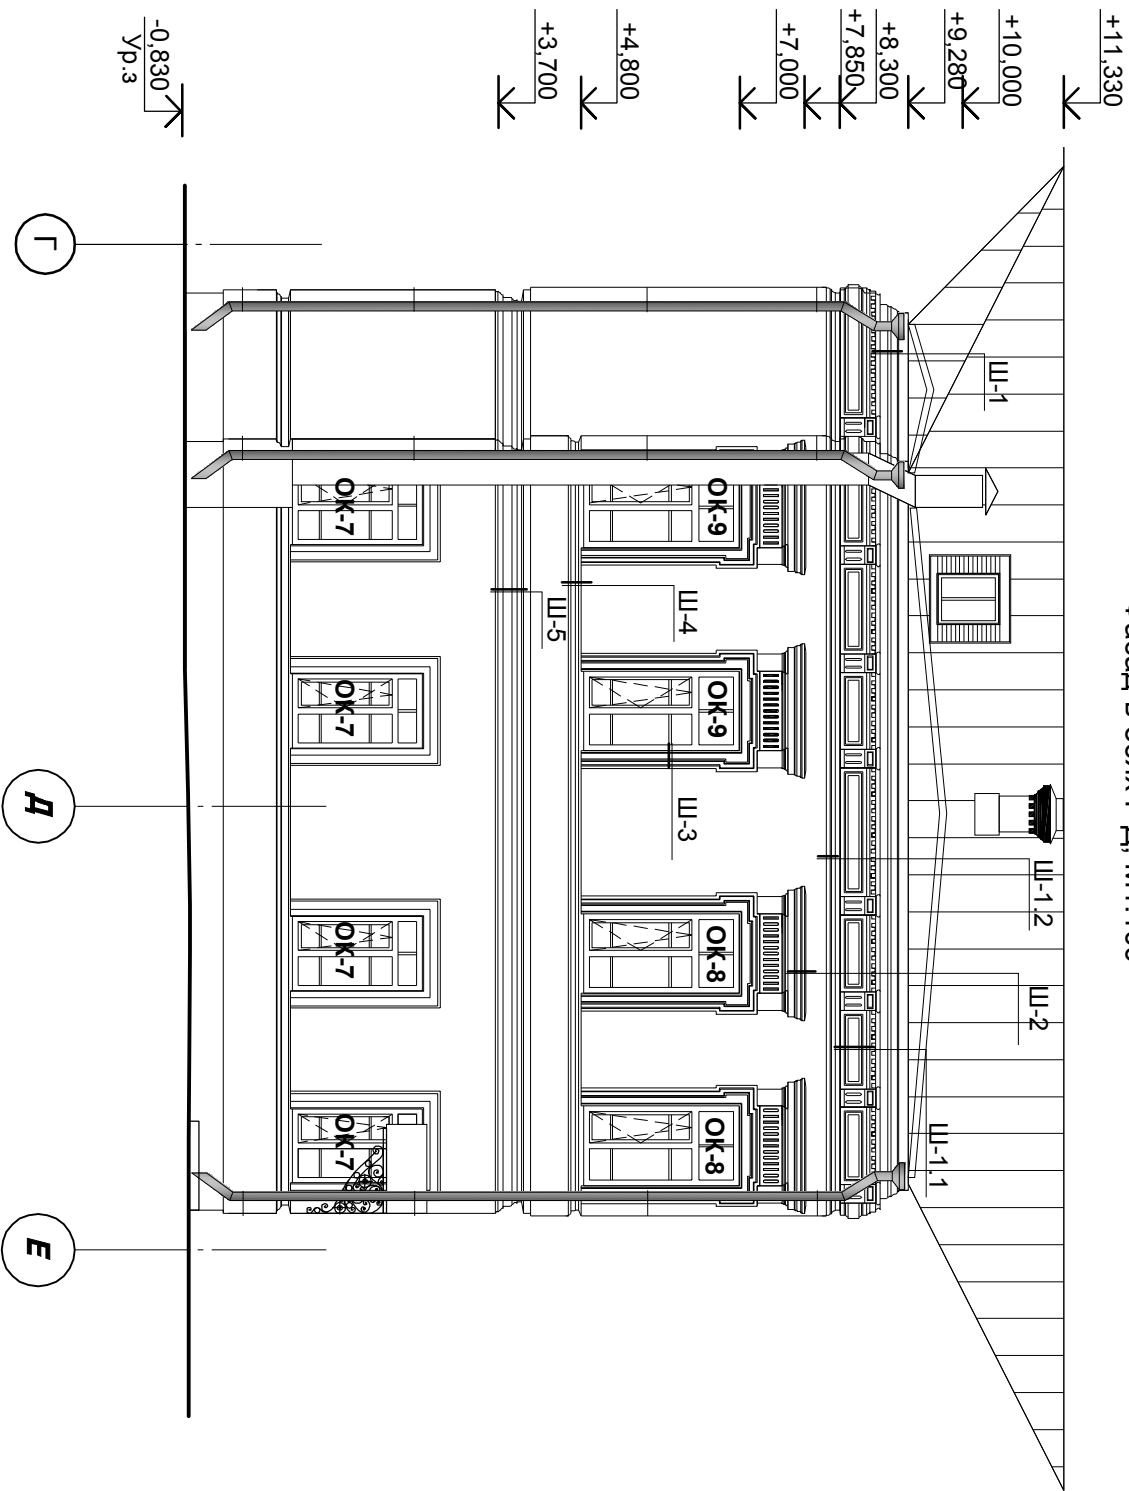 +11,330
+10,000
+9,280
+8,300
+7,850
+7,000
+4,800
+3,700
-0,830
Ур.з
Ш-1
Ш-1.2
Ш-2
Ш-1.1
Ш-4
Ш-5
Ш-3
ОК-9
ОК-9
ОК-8
ОК-8
ОК-7
ОК-7
ОК-7
ОК-7
Г
Д
Е